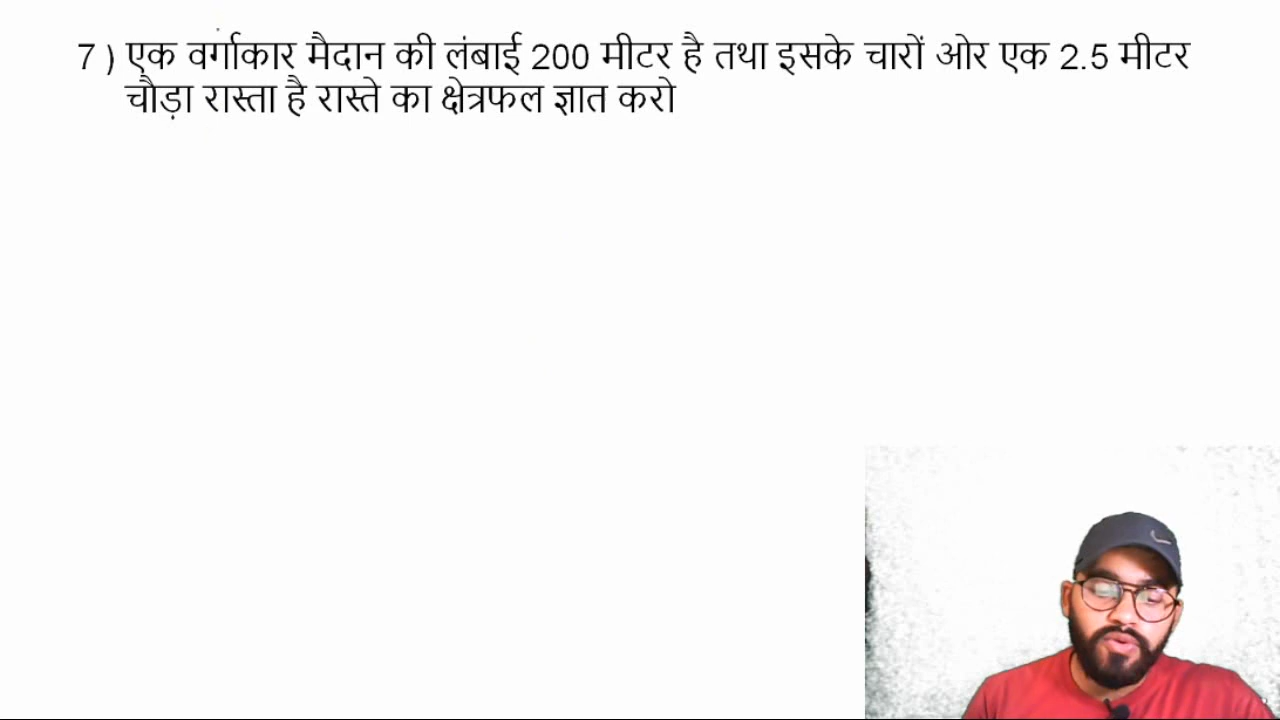 7 ) एक वर्गाकार मैदान की लंबाई 200 मीटर है तथा इसके चारों ओर एक 2.5 मीटर
चौड़ा रास्ता है रास्ते का क्षेत्रफल ज्ञात करो